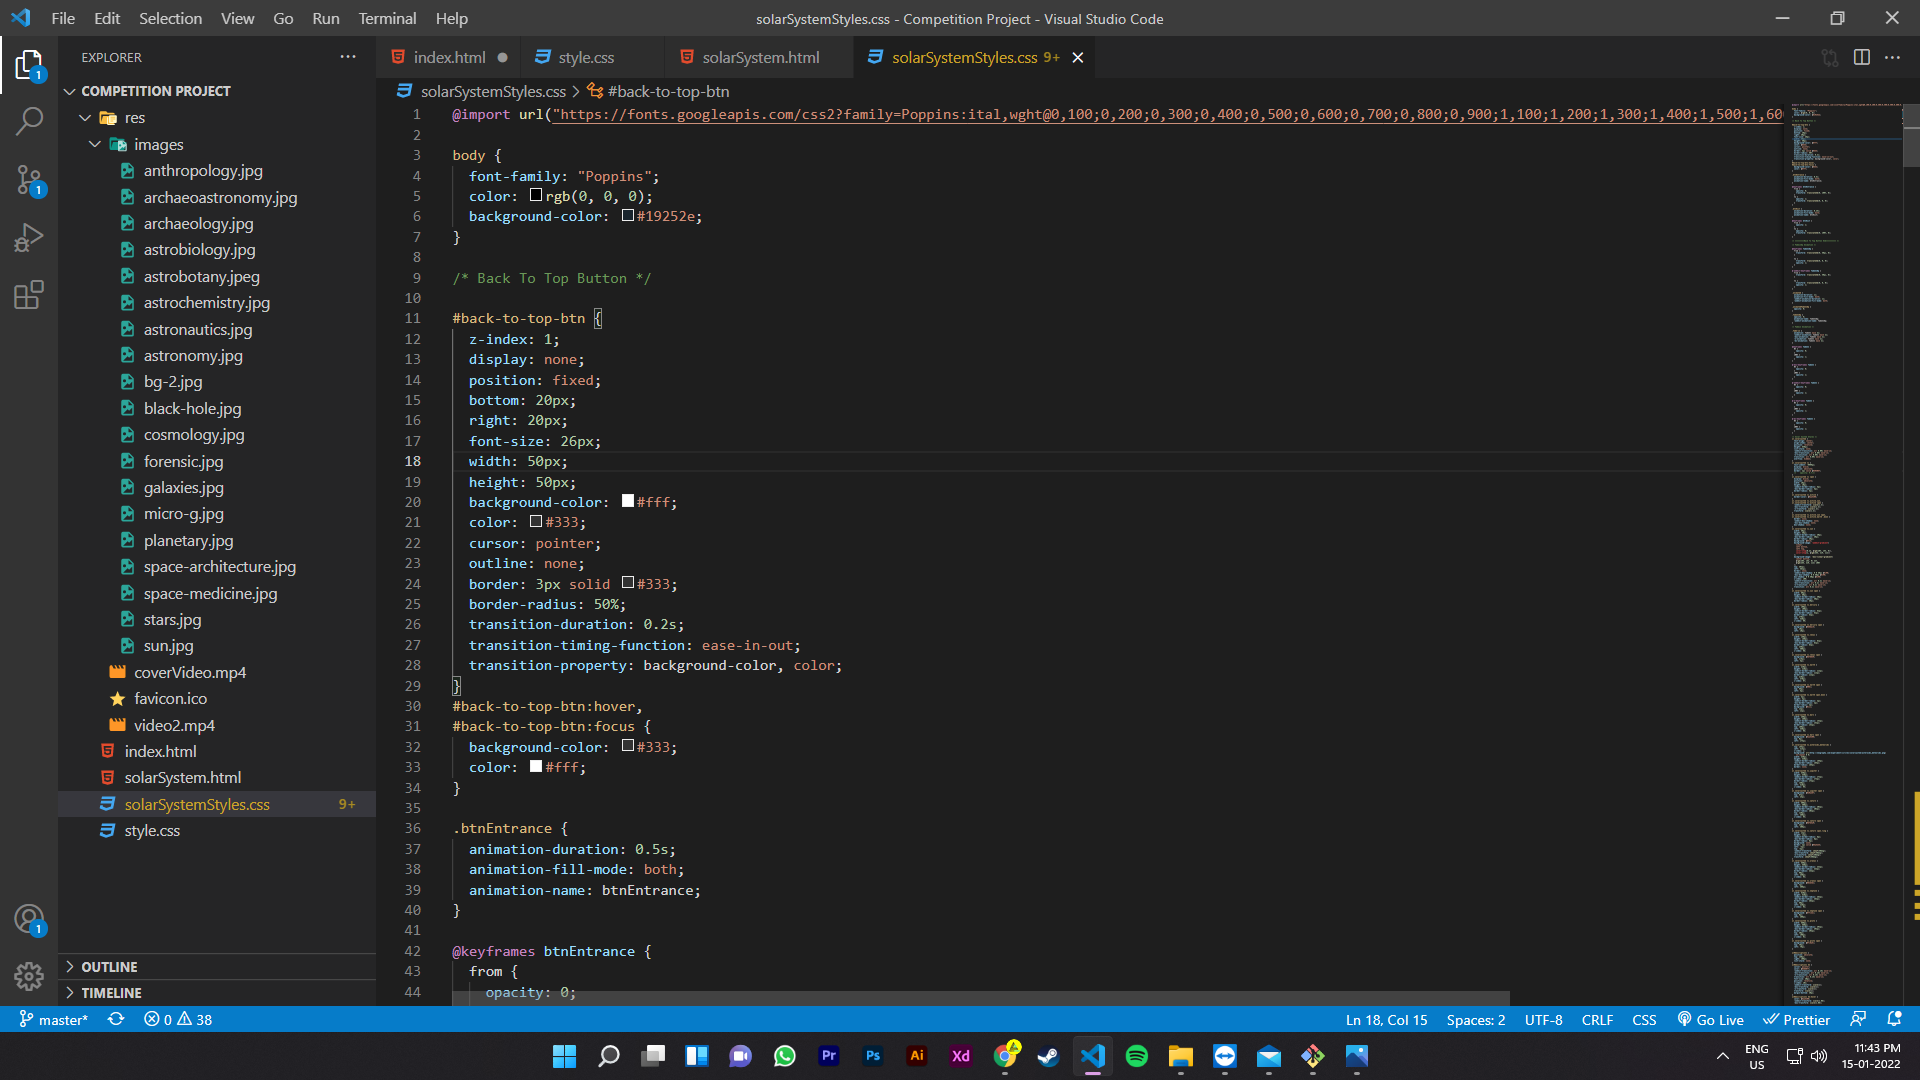 File Edit Selection View Go Run Terminal Help
solarSystemStyles.css - Competition Project - Visual Studio Code
EXPLORER
COMPETITION PROJECT
res
images
anthropology.jpg
archaeoastronomy.jpg
archaeology.jpg
astrobiology.jpg
astrobotany.jpeg
astrochemistry.jpg
astronautics.jpg
astronomy.jpg
bg-2.jpg
black-hole.jpg
cosmology.jpg
forensic.jpg
galaxies.jpg
micro-g.jpg
planetary.jpg
space-architecture.jpg
space-medicine.jpg
stars.jpg
sun.jpg
coverVideo.mp4
favicon.ico
video2.mp4
index.html
solarSystem.html
solarSystemStyles.css 9+
style.css
OUTLINE
TIMELINE
1
1
1
index.html
style.css
solarSystem.html
solarSystemStyles.css 9+
solarSystemStyles.css > #back-to-top-btn
1 @import url("https://fonts.googleapis.com/css2?family=Poppins:ital,wght@0,100;0,200;0,300;0,400;0,500;0,600;0,700;0,800;0,900;1,100;1,200;1,300;1,400;1,500;1,60
2
3 body {
4 font-family: "Poppins";
5 color: rgb(0, 0, 0);
6 background-color: #19252e;
7 }
8
9 /* Back To Top Button */
10
11 #back-to-top-btn {
12 z-index: 1;
13 display: none;
14 position: fixed;
15 bottom: 20px;
16 right: 20px;
17 font-size: 26px;
18 width: 50px;
19 height: 50px;
20 background-color: #fff;
21 color: #333;
22 cursor: pointer;
23 outline: none;
24 border: 3px solid #333;
25 border-radius: 50%;
26 transition-duration: 0.2s;
27 transition-timing-function: ease-in-out;
28 transition-property: background-color, color;
29 }
30 #back-to-top-btn:hover,
31 #back-to-top-btn:focus {
32 background-color: #333;
33 color: #fff;
34 }
35
36 .btnEntrance {
37 animation-duration: 0.5s;
38 animation-fill-mode: both;
39 animation-name: btnEntrance;
40 }
41
42 @keyframes btnEntrance {
43 from {
44 opacity: 0;
master* 0 38
Ln 18, Col 15 Spaces: 2 UTF-8 CRLF CSS Go Live Prettier
Pr Ps Ai Xd
ENG
US
11:43 PM
15-01-2022